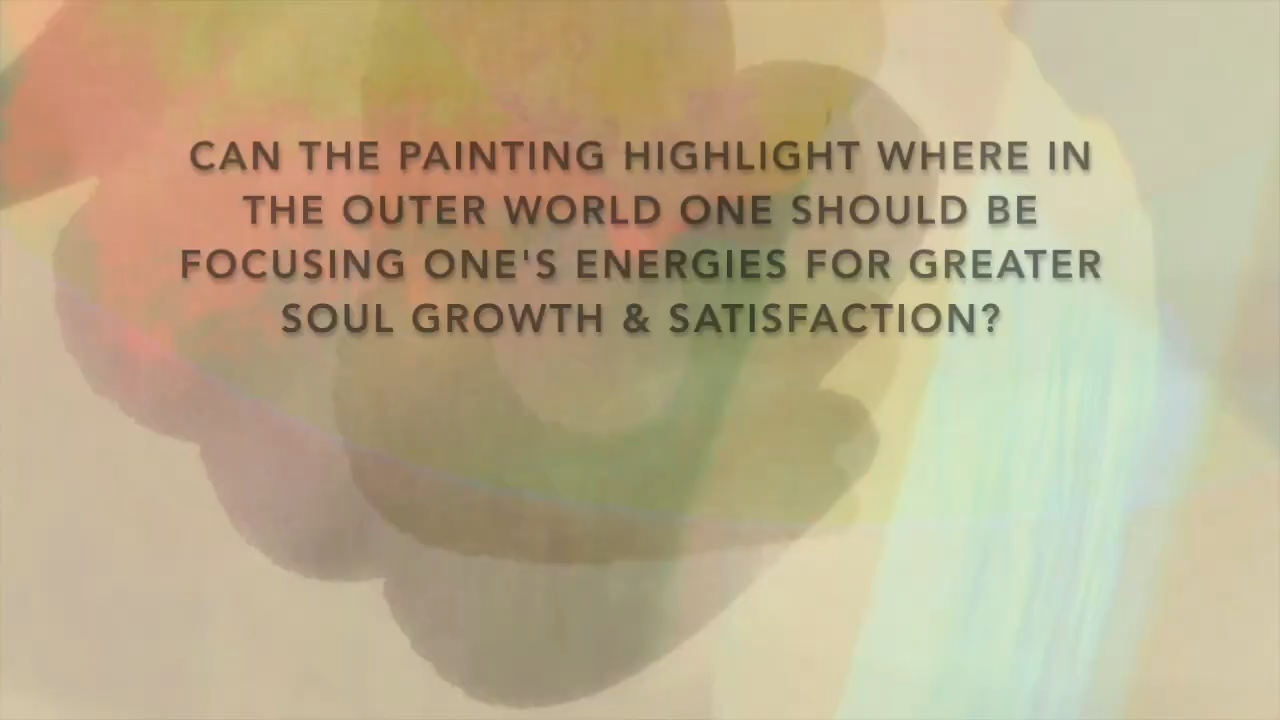 CAN THE PAINTING HIGHLIGHT WHERE IN
THE OUTER WORLD ONE SHOULD BE
FOCUSING ONE'S ENERGIES FOR GREATER
SOUL GROWTH & SATISFACTION?